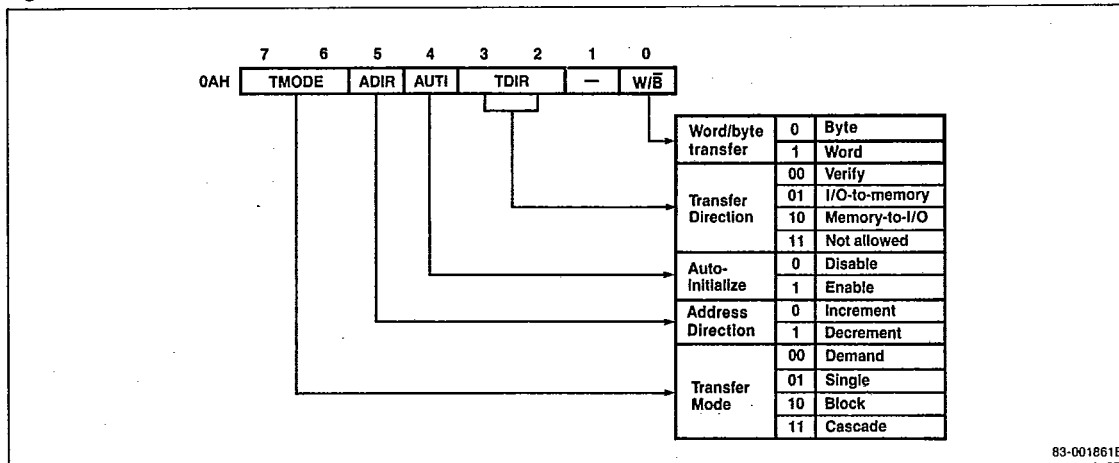 7 6 5 4 3 2 1 0
0AH TMODE ADIR AUTI TDIR — W/B̅
Word/byte transfer 0 Byte
1 Word
Transfer Direction 00 Verify
01 I/O-to-memory
10 Memory-to-I/O
11 Not allowed
Auto-Initialize 0 Disable
1 Enable
Address Direction 0 Increment
1 Decrement
Transfer Mode 00 Demand
01 Single
10 Block
11 Cascade
83-001861B